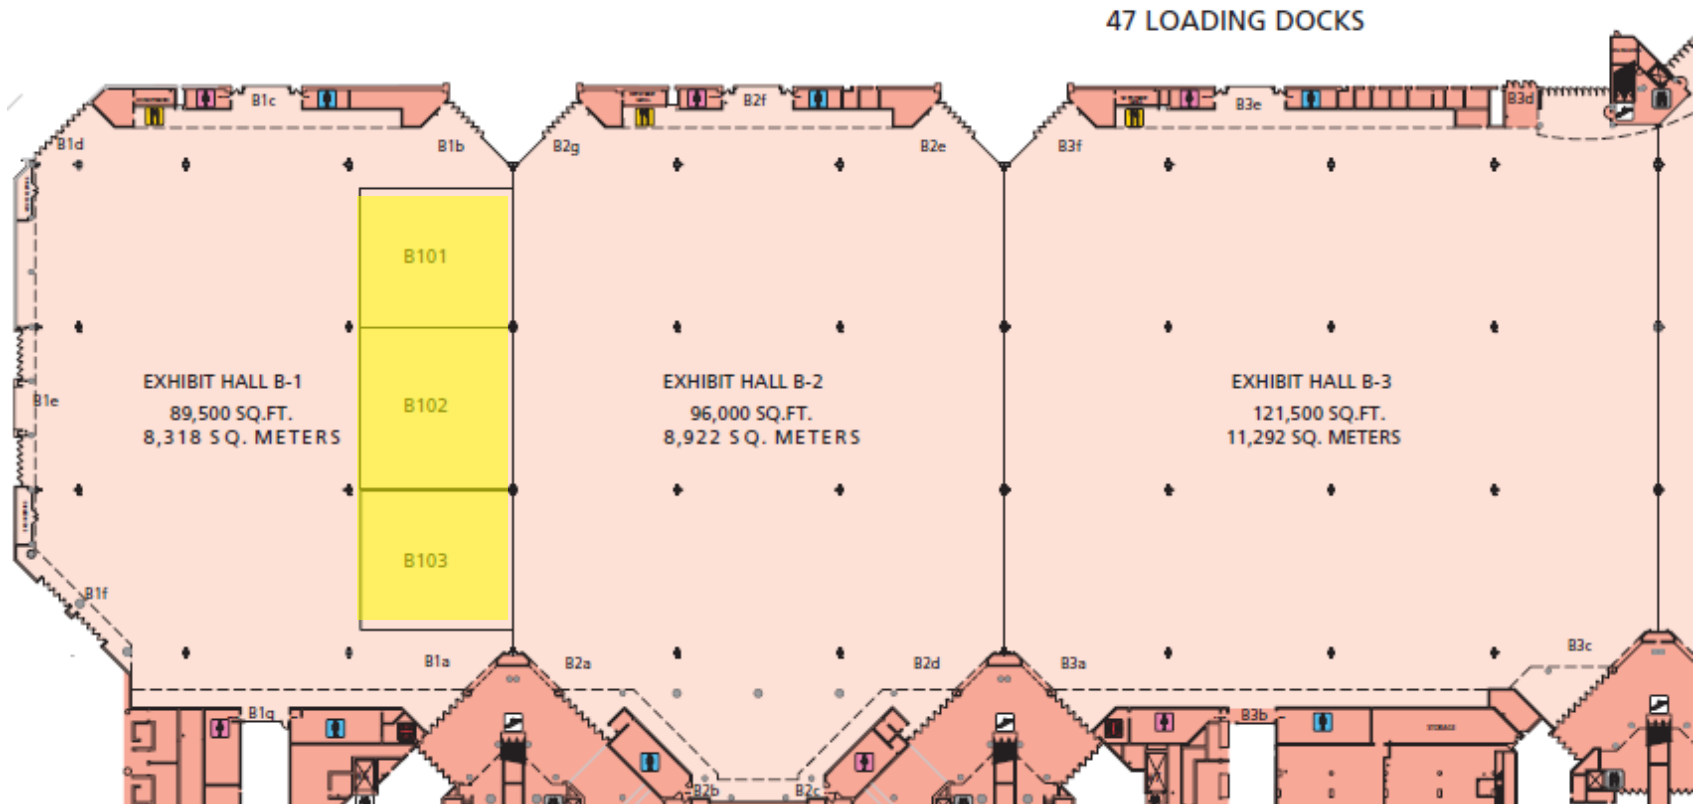 47 LOADING DOCKS
B1c
B2f
B3e
B3d
B1d
B1b
B2g
B2e
B3f
B101
EXHIBIT HALL B-1
89,500 SQ.FT.
8,318 SQ. METERS
B102
EXHIBIT HALL B-2
96,000 SQ.FT.
8,922 SQ. METERS
EXHIBIT HALL B-3
121,500 SQ.FT.
11,292 SQ. METERS
B1e
B103
B1f
B1a
B2a
B2d
B3a
B3c
B1g
B3b
STORAGE
B2b
B2c